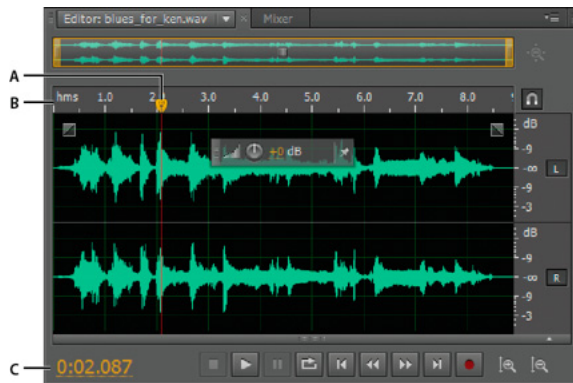 Editor: blues_for_ken.wav Mixer
A
B
hms 1.0 2.0 3.0 4.0 5.0 6.0 7.0 8.0
dB
+0 dB
-9
-∞ L
-9
-3
dB
-9
-∞ R
-9
-3
C
0:02.087